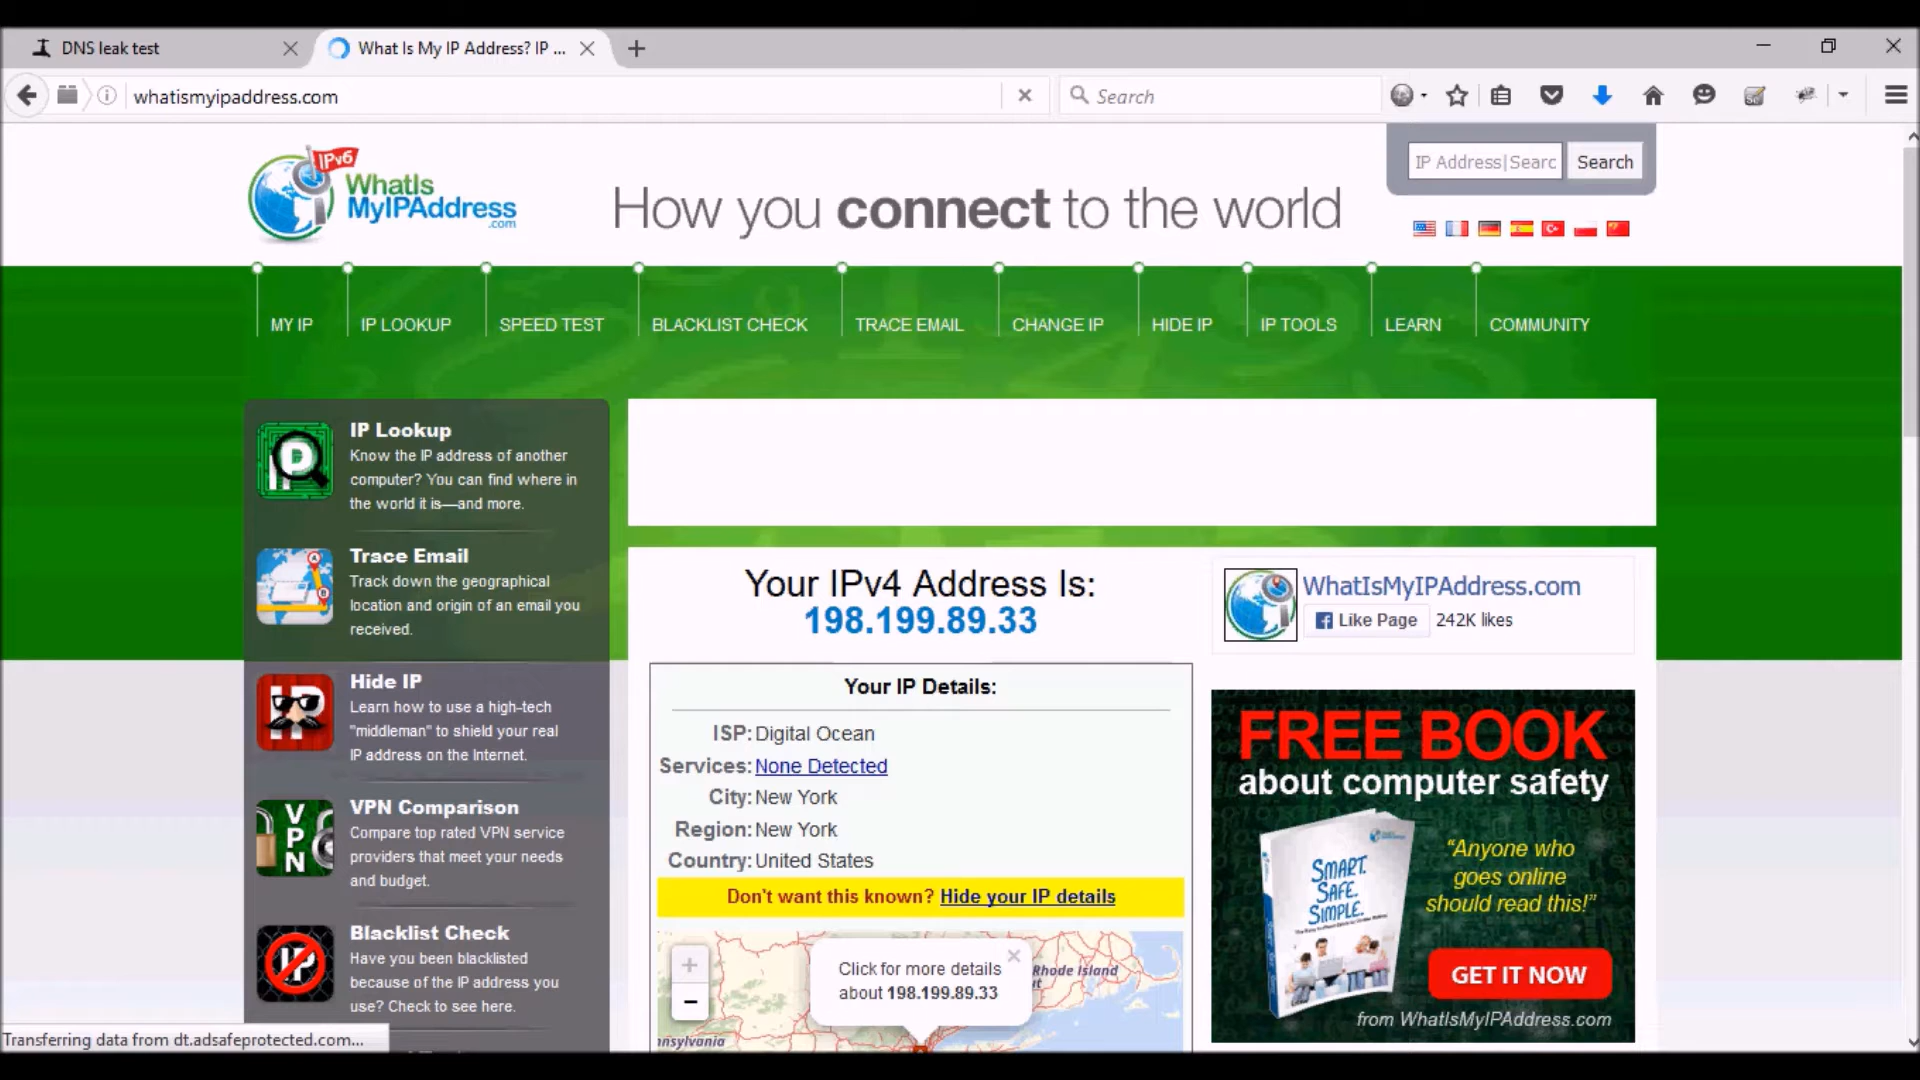 DNS leak test
What Is My IP Address? IP ...
whatismyipaddress.com
Search
IP Address|Searc
Search
IPv6
WhatIs
MyIPAddress
.com
How you connect to the world
MY IP
IP LOOKUP
SPEED TEST
BLACKLIST CHECK
TRACE EMAIL
CHANGE IP
HIDE IP
IP TOOLS
LEARN
COMMUNITY
IP Lookup
Know the IP address of another
computer? You can find where in
the world it is—and more.
Trace Email
Track down the geographical
location and origin of an email you
received.
Hide IP
Learn how to use a high-tech
"middleman" to shield your real
IP address on the Internet.
VPN
VPN Comparison
Compare top rated VPN service
providers that meet your needs
and budget.
Blacklist Check
Have you been blacklisted
because of the IP address you
use? Check to see here.
Your IPv4 Address Is:
198.199.89.33
Your IP Details:
ISP: Digital Ocean
Services: None Detected
City: New York
Region: New York
Country: United States
Don't want this known? Hide your IP details
Click for more details
about 198.199.89.33
Rhode Island
nsylvania
WhatIsMyIPAddress.com
Like Page 242K likes
FREE BOOK
about computer safety
SMART.
SAFE.
SIMPLE.
“Anyone who
goes online
should read this!”
GET IT NOW
from WhatIsMyIPAddress.com
Transferring data from dt.adsafeprotected.com...